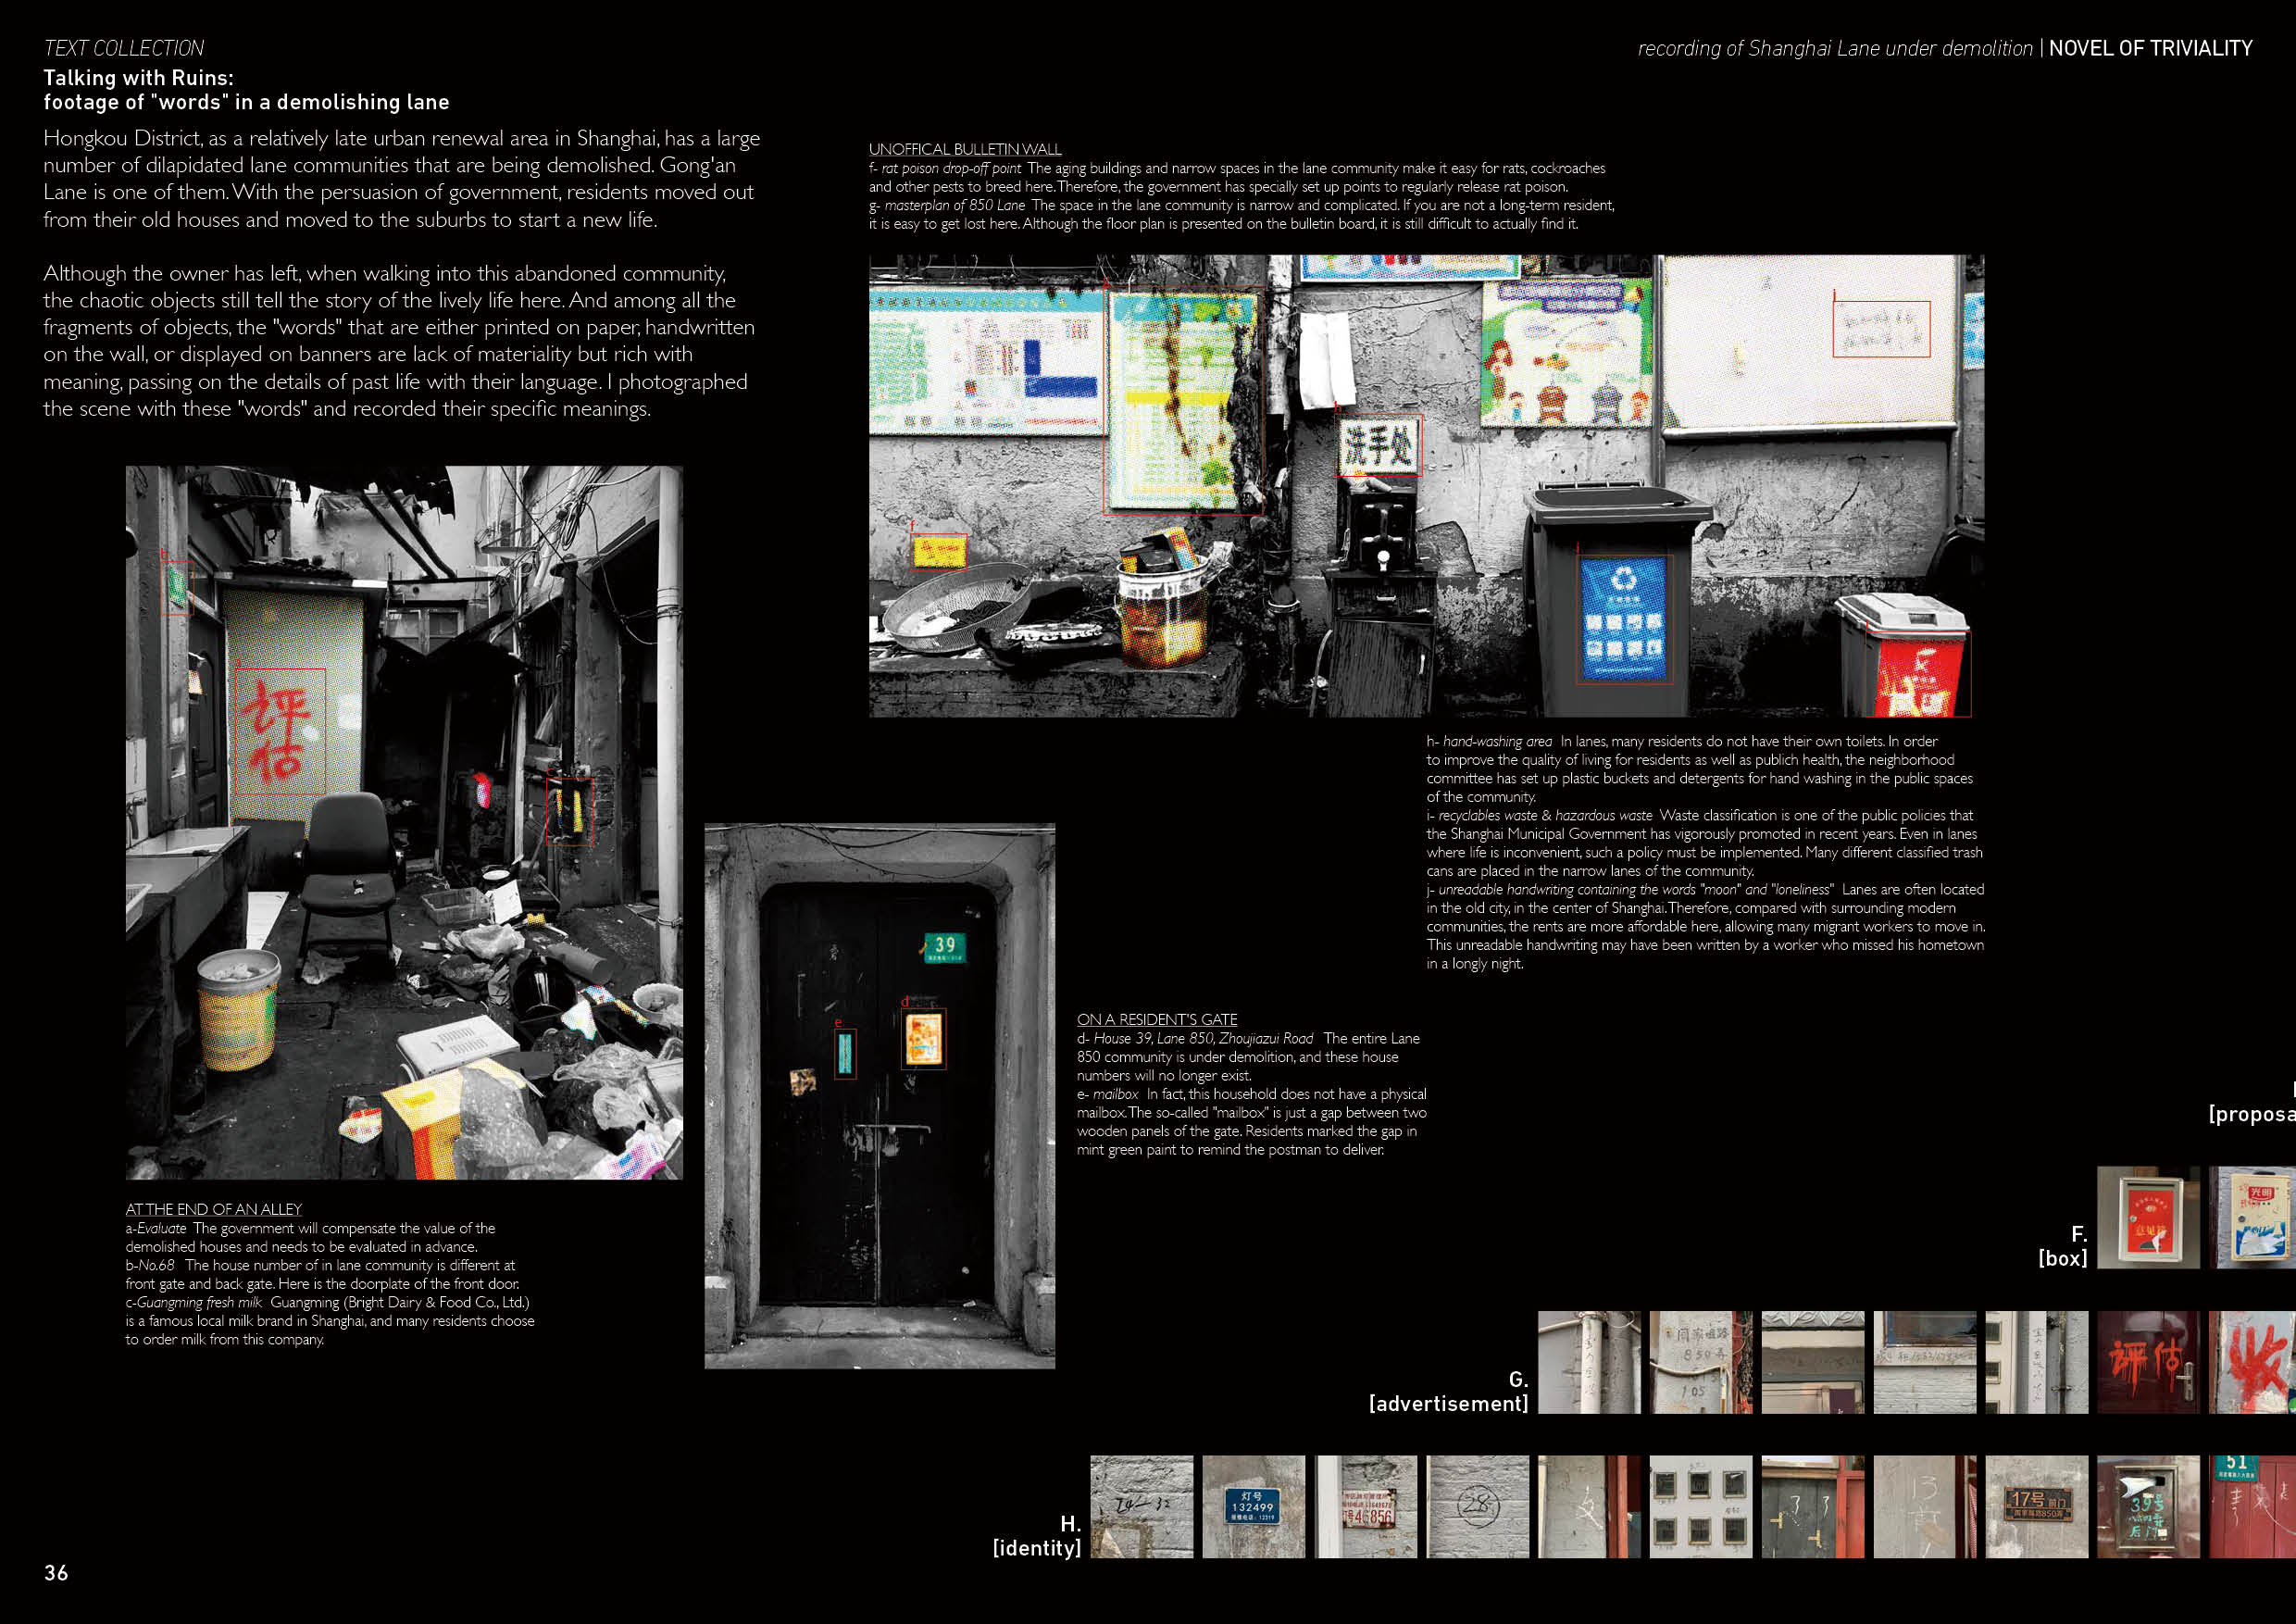 TEXT COLLECTION
Talking with Ruins:
footage of "words" in a demolishing lane
recording of Shanghai Lane under demolition | NOVEL OF TRIVIALITY
Hongkou District, as a relatively late urban renewal area in Shanghai, has a large
number of dilapidated lane communities that are being demolished. Gong'an
Lane is one of them. With the persuasion of government, residents moved out
from their old houses and moved to the suburbs to start a new life.
Although the owner has left, when walking into this abandoned community,
the chaotic objects still tell the story of the lively life here. And among all the
fragments of objects, the "words" that are either printed on paper, handwritten
on the wall, or displayed on banners are lack of materiality but rich with
meaning, passing on the details of past life with their language. I photographed
the scene with these "words" and recorded their specific meanings.
UNOFFICAL BULLETIN WALL
f- rat poison drop-off point The aging buildings and narrow spaces in the lane community make it easy for rats, cockroaches
and other pests to breed here. Therefore, the government has specially set up points to regularly release rat poison.
g- masterplan of 850 Lane The space in the lane community is narrow and complicated. If you are not a long-term resident,
it is easy to get lost here. Although the floor plan is presented on the bulletin board, it is still difficult to actually find it.
j
h
洗手处
f
i
b
a
评
估
c
h- hand-washing area In lanes, many residents do not have their own toilets. In order
to improve the quality of living for residents as well as publich health, the neighborhood
committee has set up plastic buckets and detergents for hand washing in the public spaces
of the community.
i- recyclables waste & hazardous waste Waste classification is one of the public policies that
the Shanghai Municipal Government has vigorously promoted in recent years. Even in lanes
where life is inconvenient, such a policy must be implemented. Many different classified trash
cans are placed in the narrow lanes of the community.
j- unreadable handwriting containing the words "moon" and "loneliness" Lanes are often located
in the old city, in the center of Shanghai. Therefore, compared with surrounding modern
communities, the rents are more affordable here, allowing many migrant workers to move in.
This unreadable handwriting may have been written by a worker who missed his hometown
in a longly night.
39
d
e
ON A RESIDENT'S GATE
d- House 39, Lane 850, Zhoujiazui Road The entire Lane
850 community is under demolition, and these house
numbers will no longer exist.
e- mailbox In fact, this household does not have a physical
mailbox. The so-called "mailbox" is just a gap between two
wooden panels of the gate. Residents marked the gap in
mint green paint to remind the postman to deliver.
AT THE END OF AN ALLEY
a-Evaluate The government will compensate the value of the
demolished houses and needs to be evaluated in advance.
b-No.68 The house number of in lane community is different at
front gate and back gate. Here is the doorplate of the front door.
c-Guangming fresh milk Guangming (Bright Dairy & Food Co., Ltd.)
is a famous local milk brand in Shanghai, and many residents choose
to order milk from this company.
[propos
F.
[box]
意见箱
光明
G.
[advertisement]
850弄
105
评估
收
H.
[identity]
灯号
132499
28
17号 前门
周家嘴路850弄
39号
后门
51
36